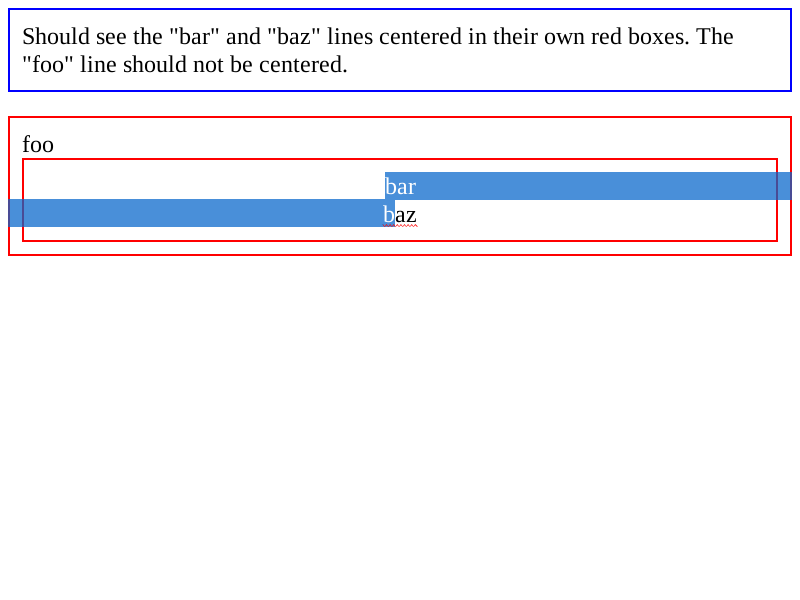 Should see the "bar" and "baz" lines centered in their own red boxes. The
"foo" line should not be centered.
foo
bar
baz